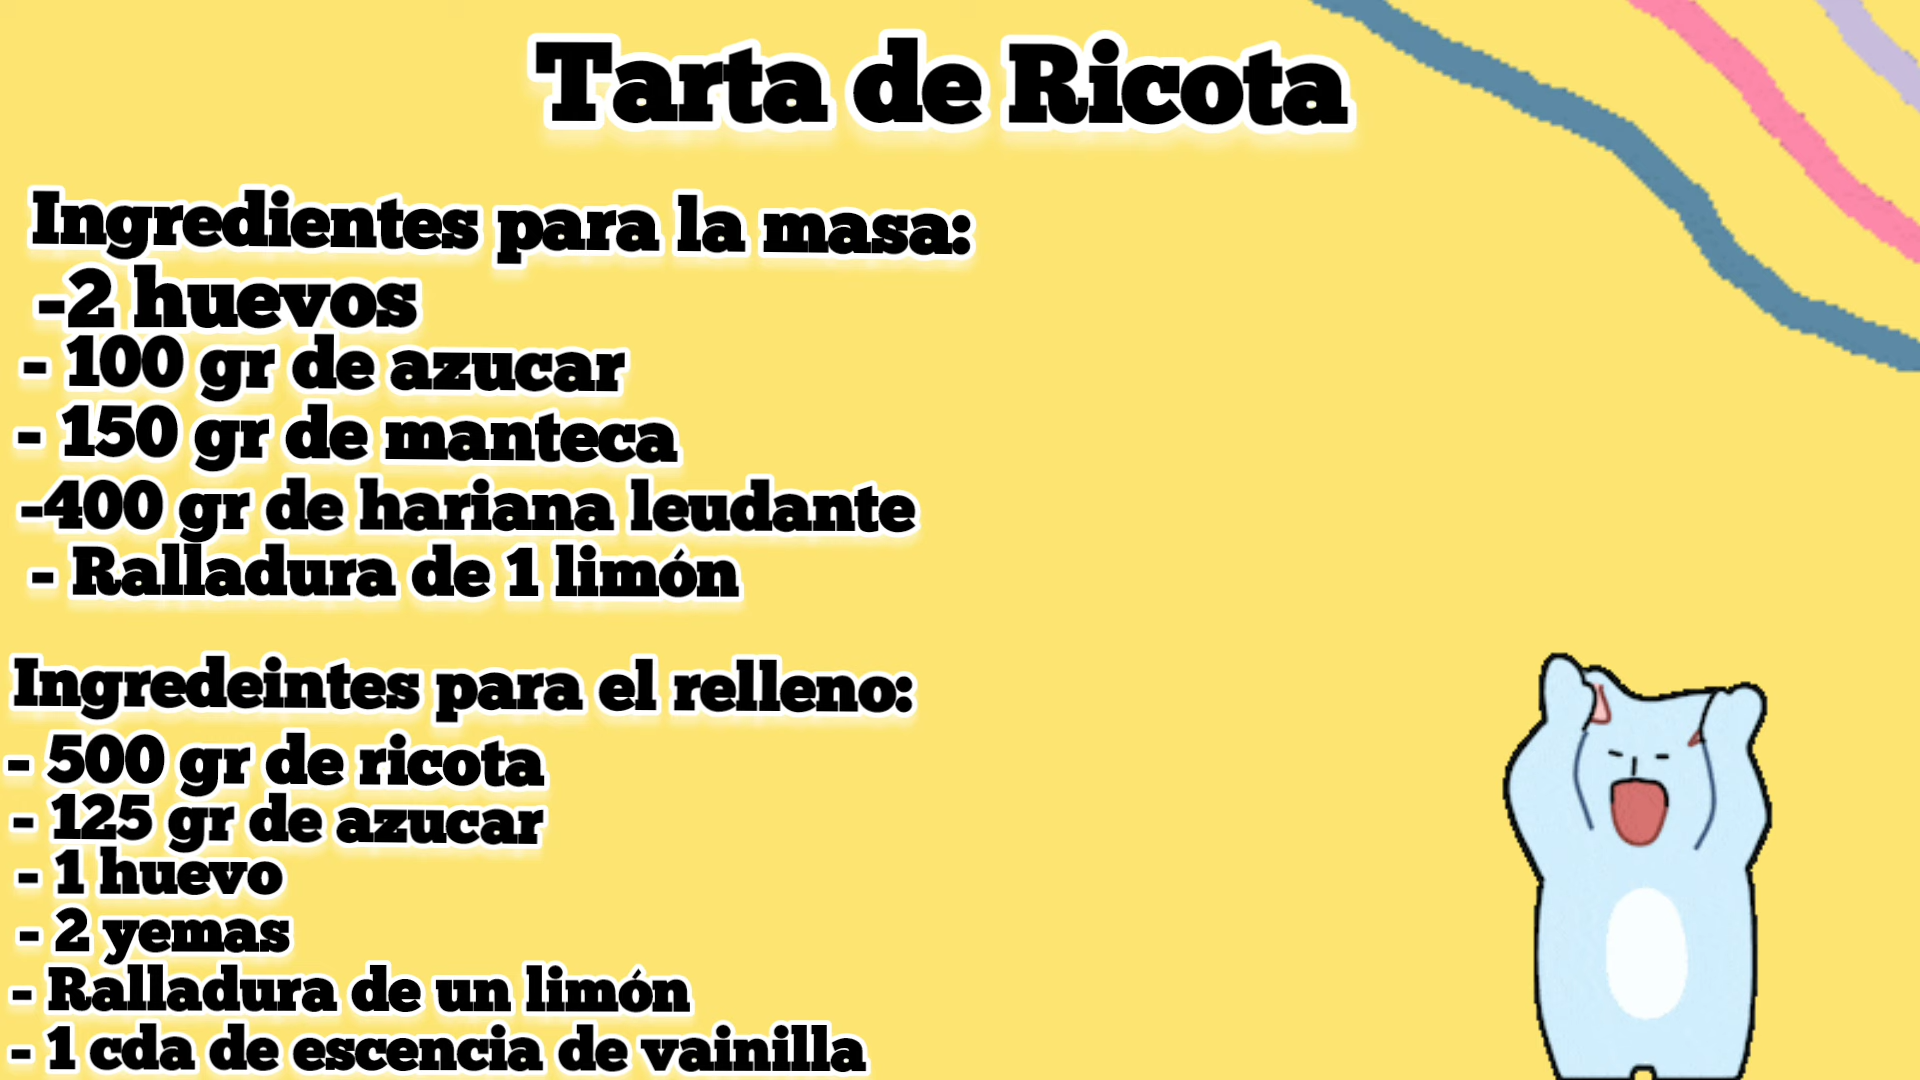 Tarta de Ricota
Ingredientes para la masa:
-2 huevos
- 100 gr de azucar
- 150 gr de manteca
-400 gr de hariana leudante
- Ralladura de 1 limón
Ingredeintes para el relleno:
- 500 gr de ricota
- 125 gr de azucar
- 1 huevo
- 2 yemas
- Ralladura de un limón
- 1 cda de escencia de vainilla